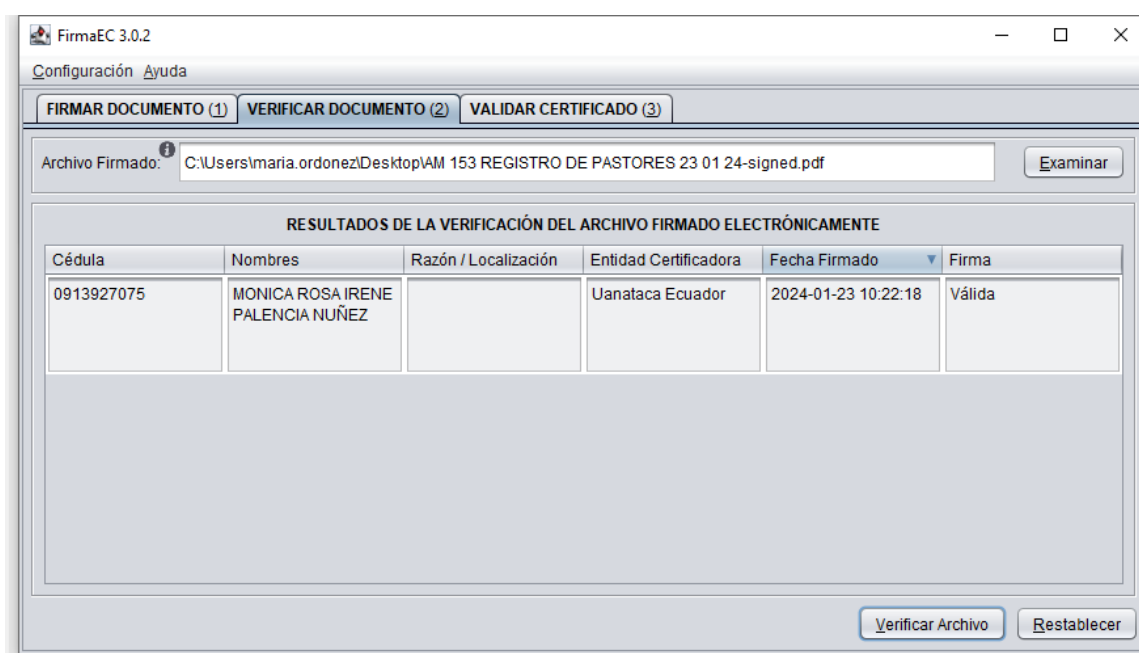 FirmaEC 3.0.2
Configuración Ayuda
FIRMAR DOCUMENTO (1) VERIFICAR DOCUMENTO (2) VALIDAR CERTIFICADO (3)
Archivo Firmado: C:\Users\maria.ordonez\Desktop\AM 153 REGISTRO DE PASTORES 23 01 24-signed.pdf Examinar
RESULTADOS DE LA VERIFICACIÓN DEL ARCHIVO FIRMADO ELECTRÓNICAMENTE
Cédula Nombres Razón / Localización Entidad Certificadora Fecha Firmado Firma
0913927075 MONICA ROSA IRENE Uanataca Ecuador 2024-01-23 10:22:18 Válida
PALENCIA NUÑEZ
Verificar Archivo Restablecer